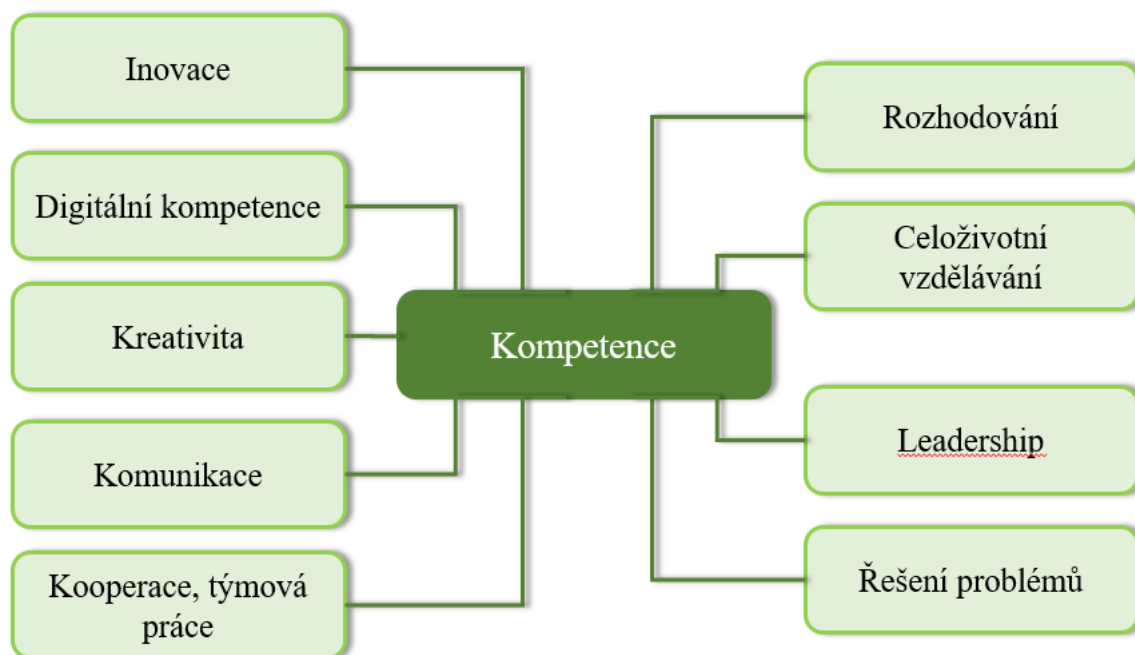 Inovace
Digitální kompetence
Kreativita
Komunikace
Kooperace, týmová
práce
Kompetence
Rozhodování
Celoživotní
vzdělávání
Leadership
Řešení problémů